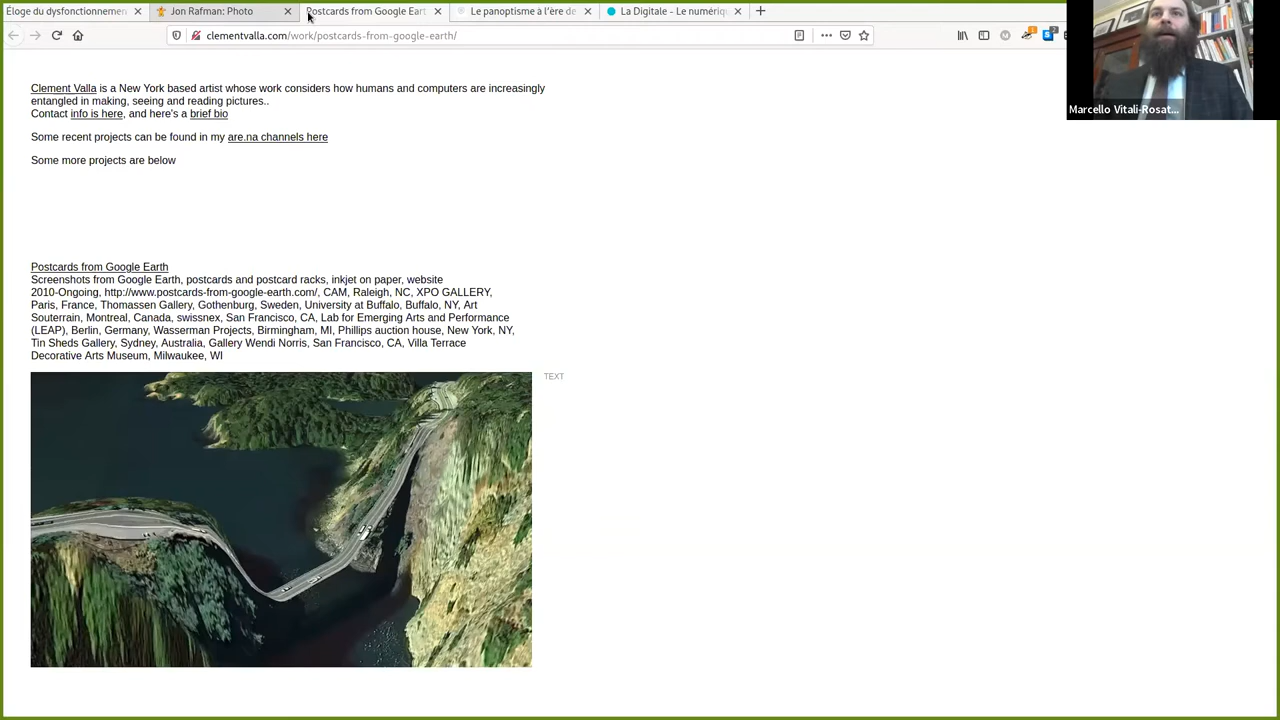 Éloge du dysfonctionnemen
Jon Rafman: Photo
Postcards from Google Eart
Le panoptisme à l'ère de
La Digitale - Le numériq
clementvalla.com/work/postcards-from-google-earth/
Marcello Vitali-Rosat...
Clement Valla is a New York based artist whose work considers how humans and computers are increasingly
entangled in making, seeing and reading pictures..
Contact info is here, and here's a brief bio
Some recent projects can be found in my are.na channels here
Some more projects are below
Postcards from Google Earth
Screenshots from Google Earth, postcards and postcard racks, inkjet on paper, website
2010-Ongoing, http://www.postcards-from-google-earth.com/, CAM, Raleigh, NC, XPO GALLERY,
Paris, France, Thomassen Gallery, Gothenburg, Sweden, University at Buffalo, Buffalo, NY, Art
Souterrain, Montreal, Canada, swissnex, San Francisco, CA, Lab for Emerging Arts and Performance
(LEAP), Berlin, Germany, Wasserman Projects, Birmingham, MI, Phillips auction house, New York, NY,
Tin Sheds Gallery, Sydney, Australia, Gallery Wendi Norris, San Francisco, CA, Villa Terrace
Decorative Arts Museum, Milwaukee, WI
TEXT